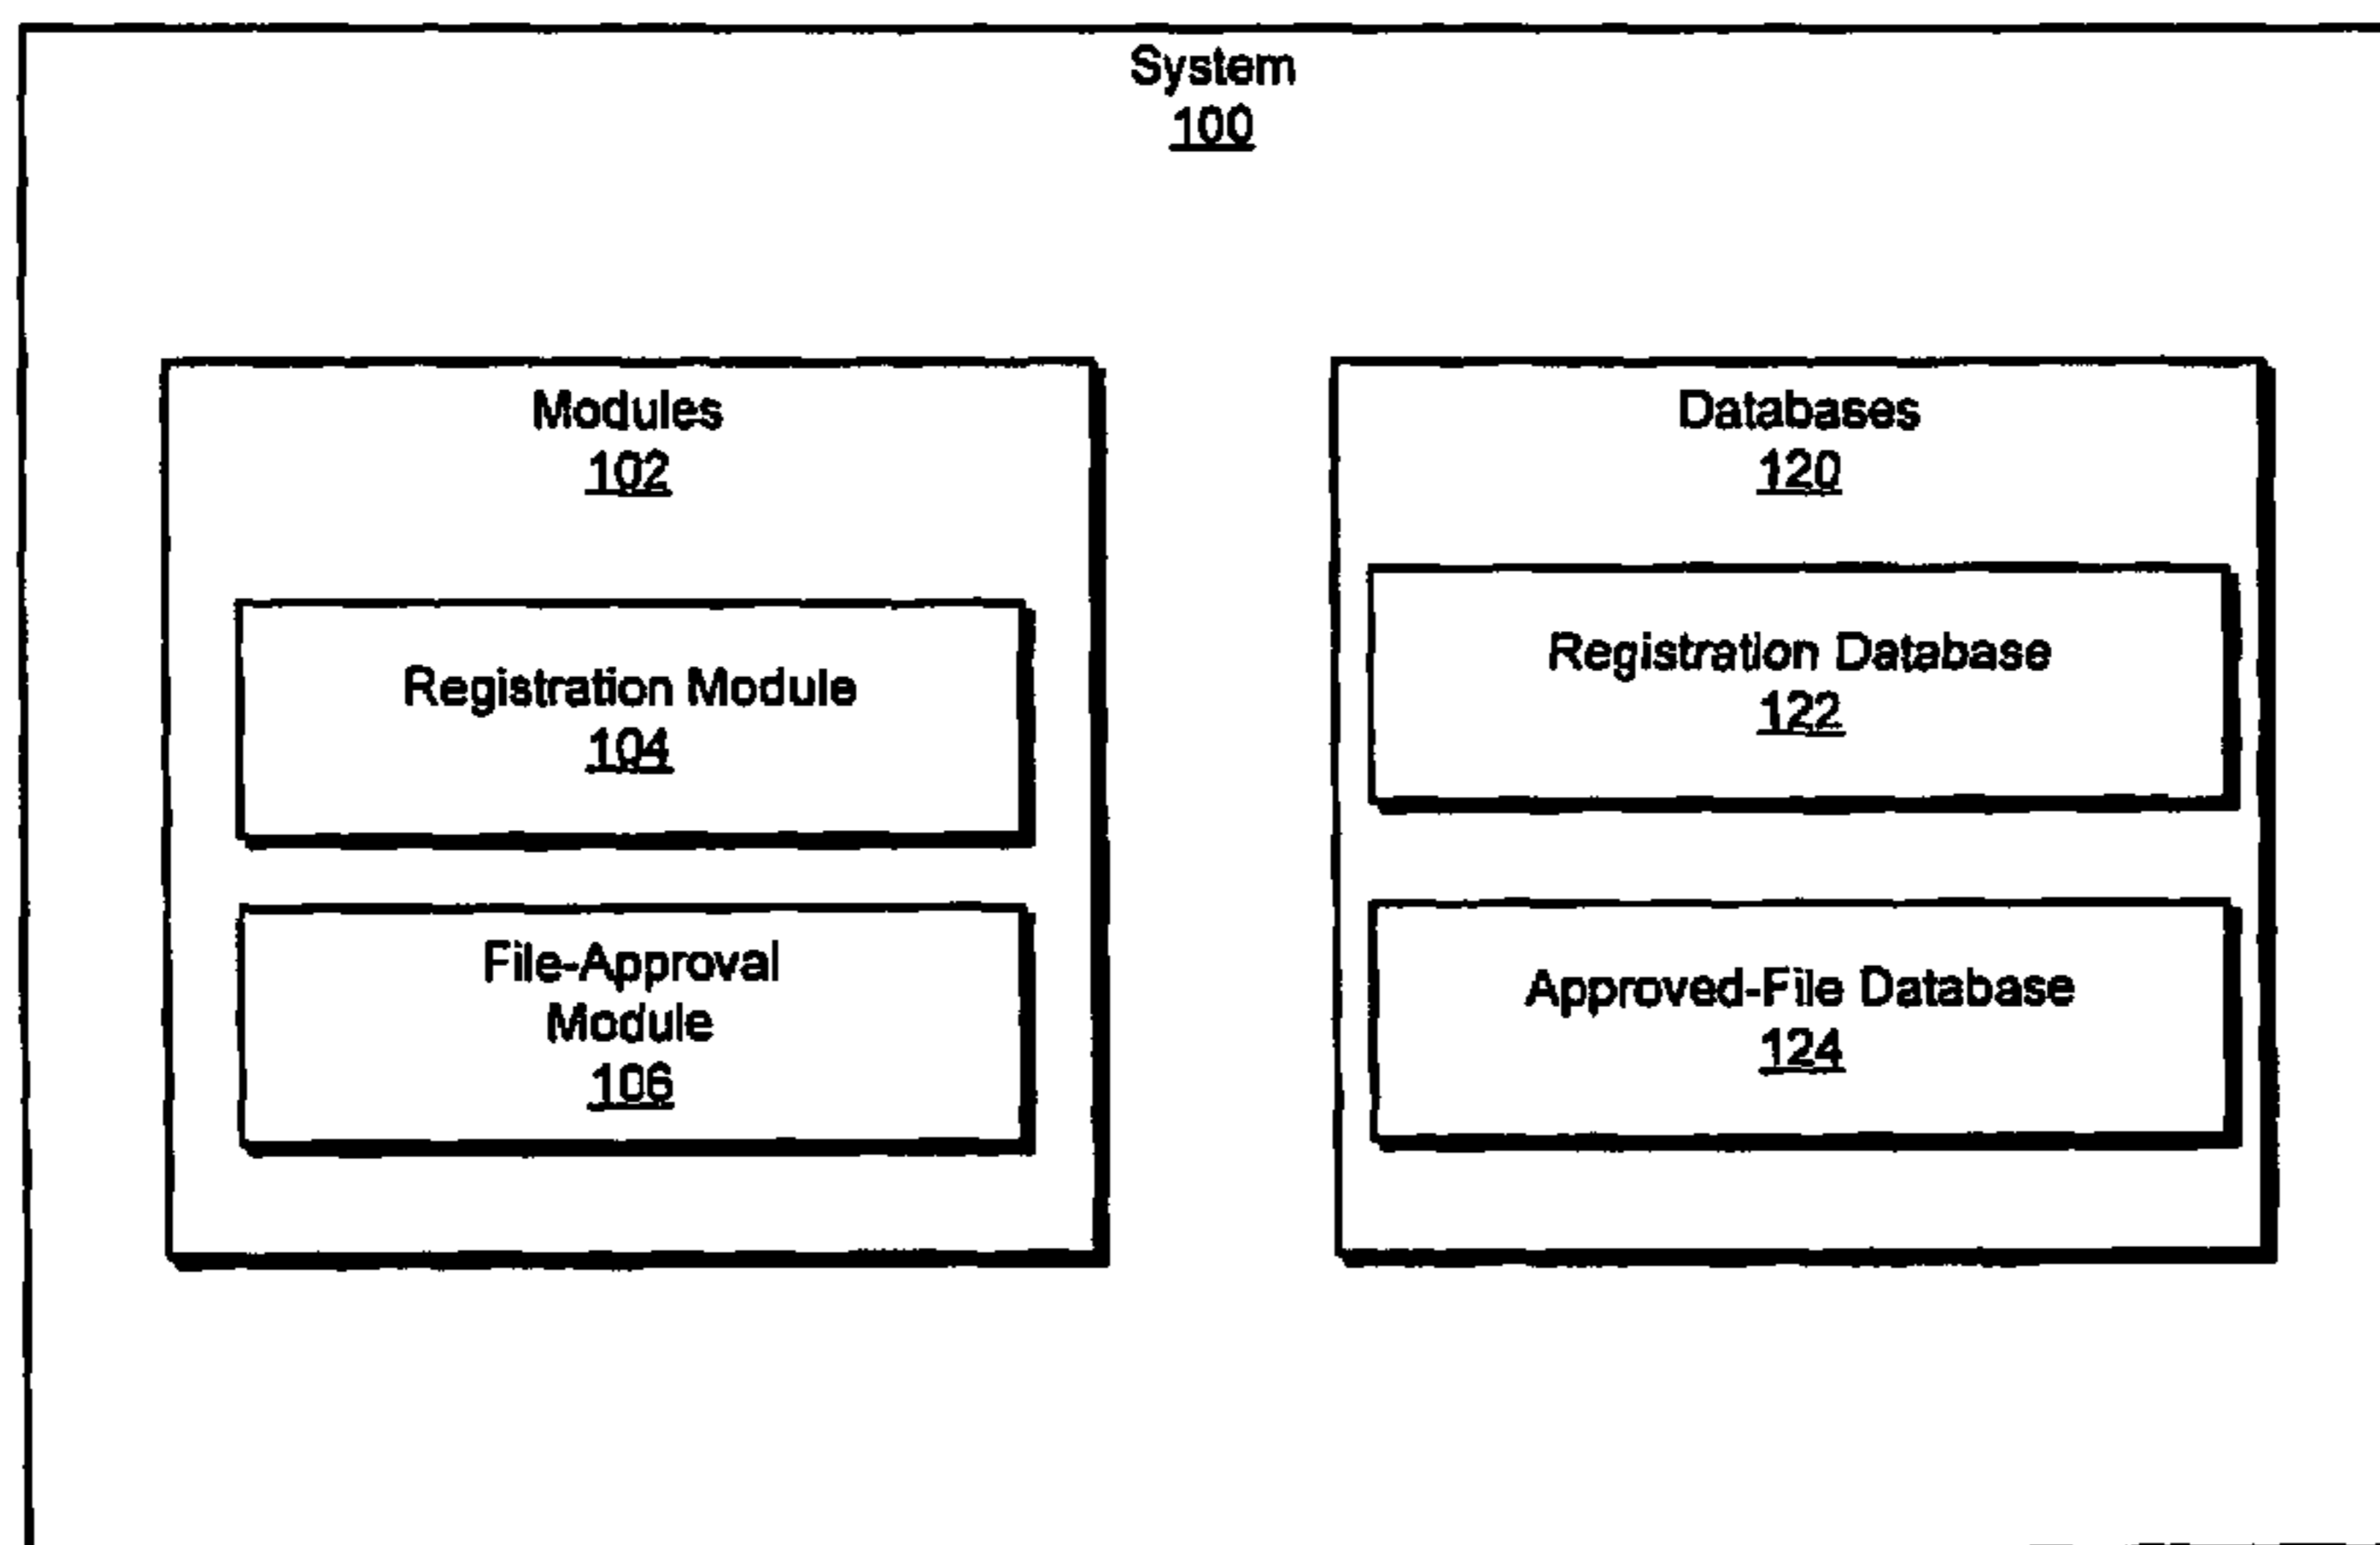 System
100
Modules
102
Registration Module
104
File-Approval
Module
106
Databases
120
Registration Database
122
Approved-File Database
124